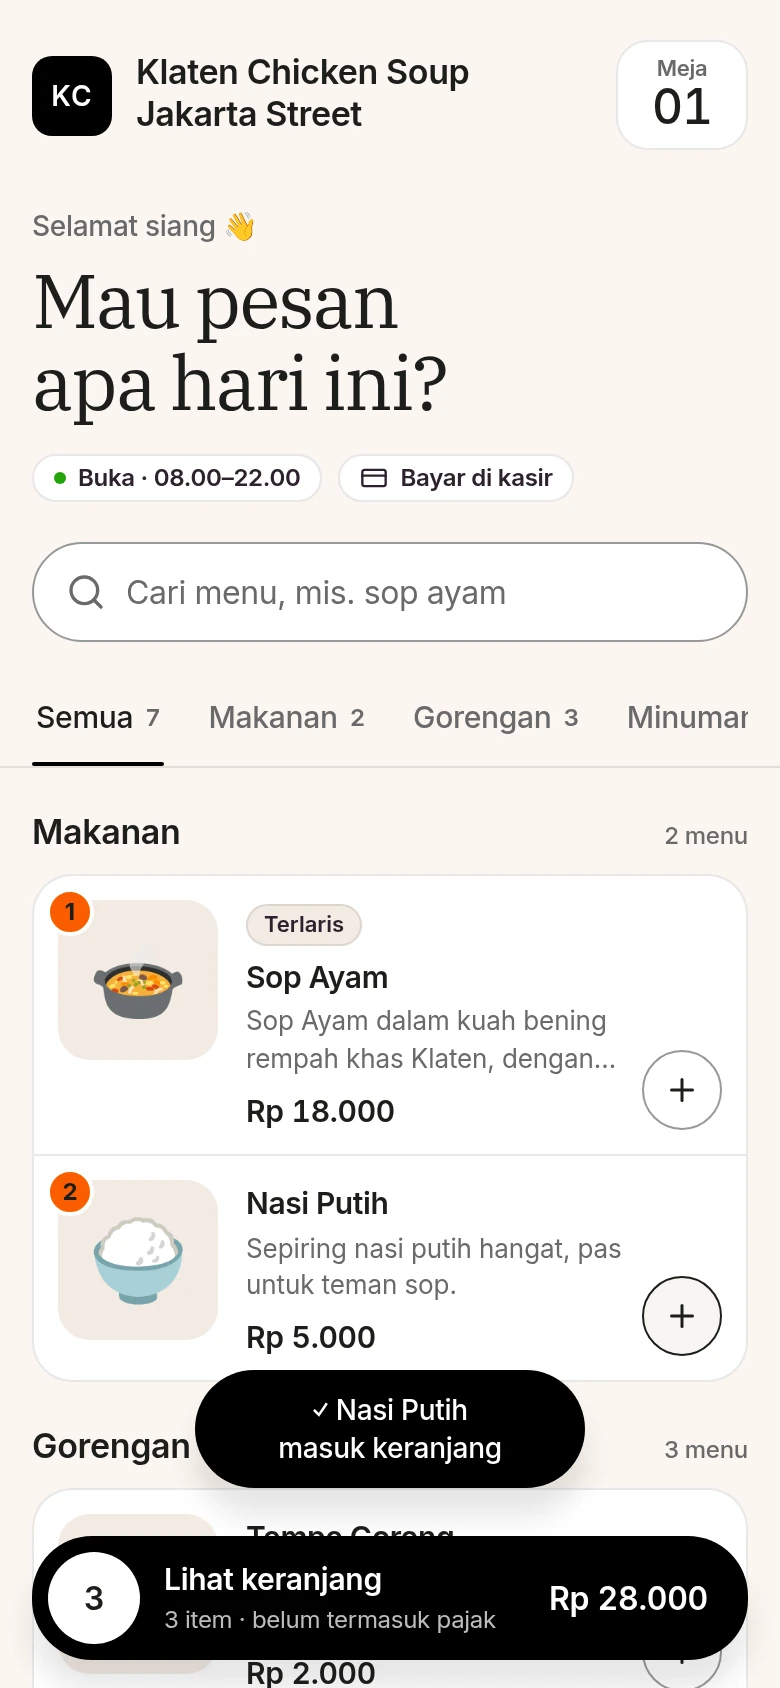 KC
Klaten Chicken Soup
Jakarta Street
Meja
01
Selamat siang 👋
Mau pesan
apa hari ini?
Buka · 08.00–22.00
Bayar di kasir
Cari menu, mis. sop ayam
Semua 7
Makanan 2
Gorengan 3
Minuman
Makanan
2 menu
1
Terlaris
Sop Ayam
Sop Ayam dalam kuah bening
rempah khas Klaten, dengan...
Rp 18.000
2
Nasi Putih
Sepiring nasi putih hangat, pas
untuk teman sop.
Rp 5.000
✓ Nasi Putih
masuk keranjang
Gorengan
3 menu
Tempe Goreng
3
Lihat keranjang
3 item · belum termasuk pajak
Rp 28.000
Rp 2.000